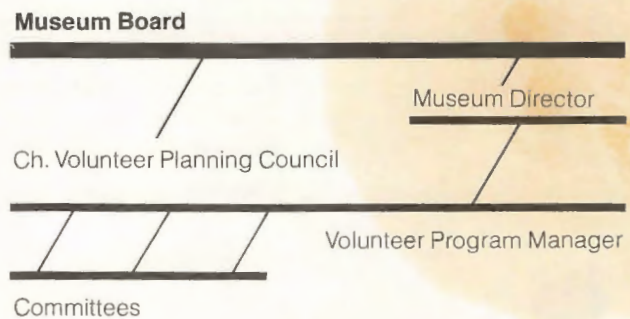 Museum Board
Museum Director
Ch. Volunteer Planning Council
Volunteer Program Manager
Committees